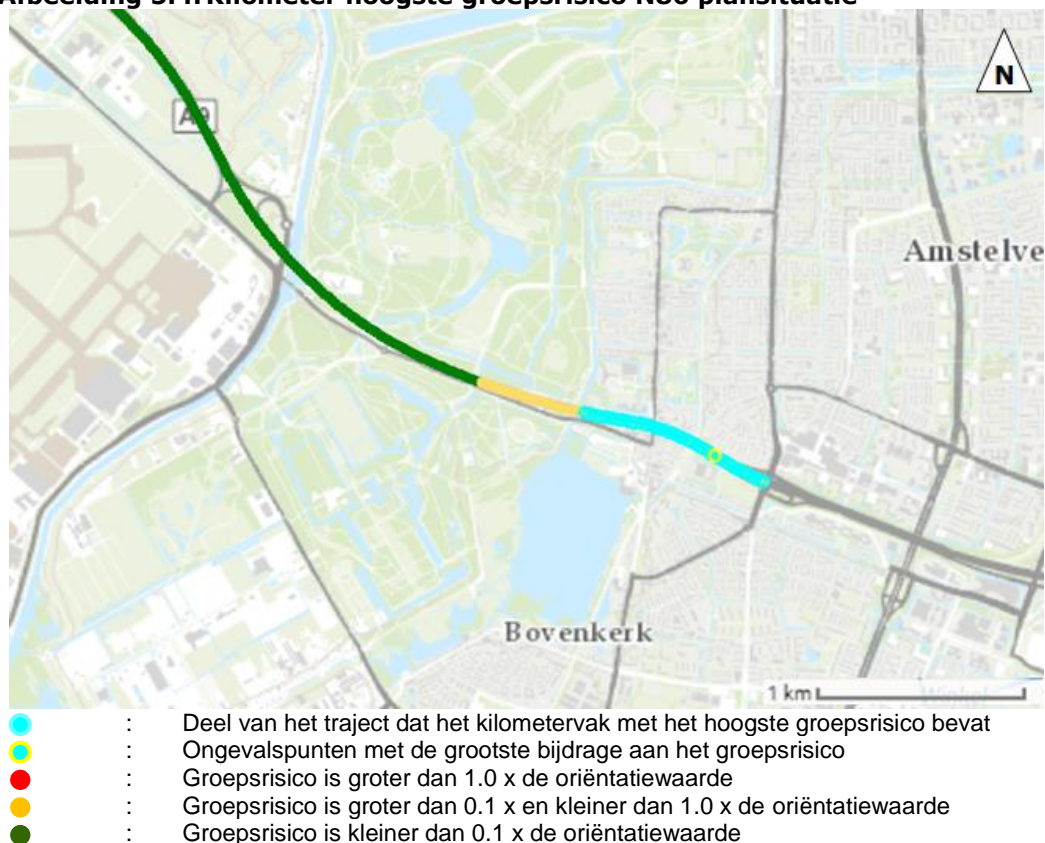 Afbeelding 5.4: Kilometer hoogste groepsrisico N86 plansituatie
N
A9
Amstelve
Bovenkerk
1 km
: Deel van het traject dat het kilometervak met het hoogste groepsrisico bevat
: Ongevalspunten met de grootste bijdrage aan het groepsrisico
: Groepsrisico is groter dan 1.0 x de oriëntatiewaarde
: Groepsrisico is groter dan 0.1 x en kleiner dan 1.0 x de oriëntatiewaarde
: Groepsrisico is kleiner dan 0.1 x de oriëntatiewaarde